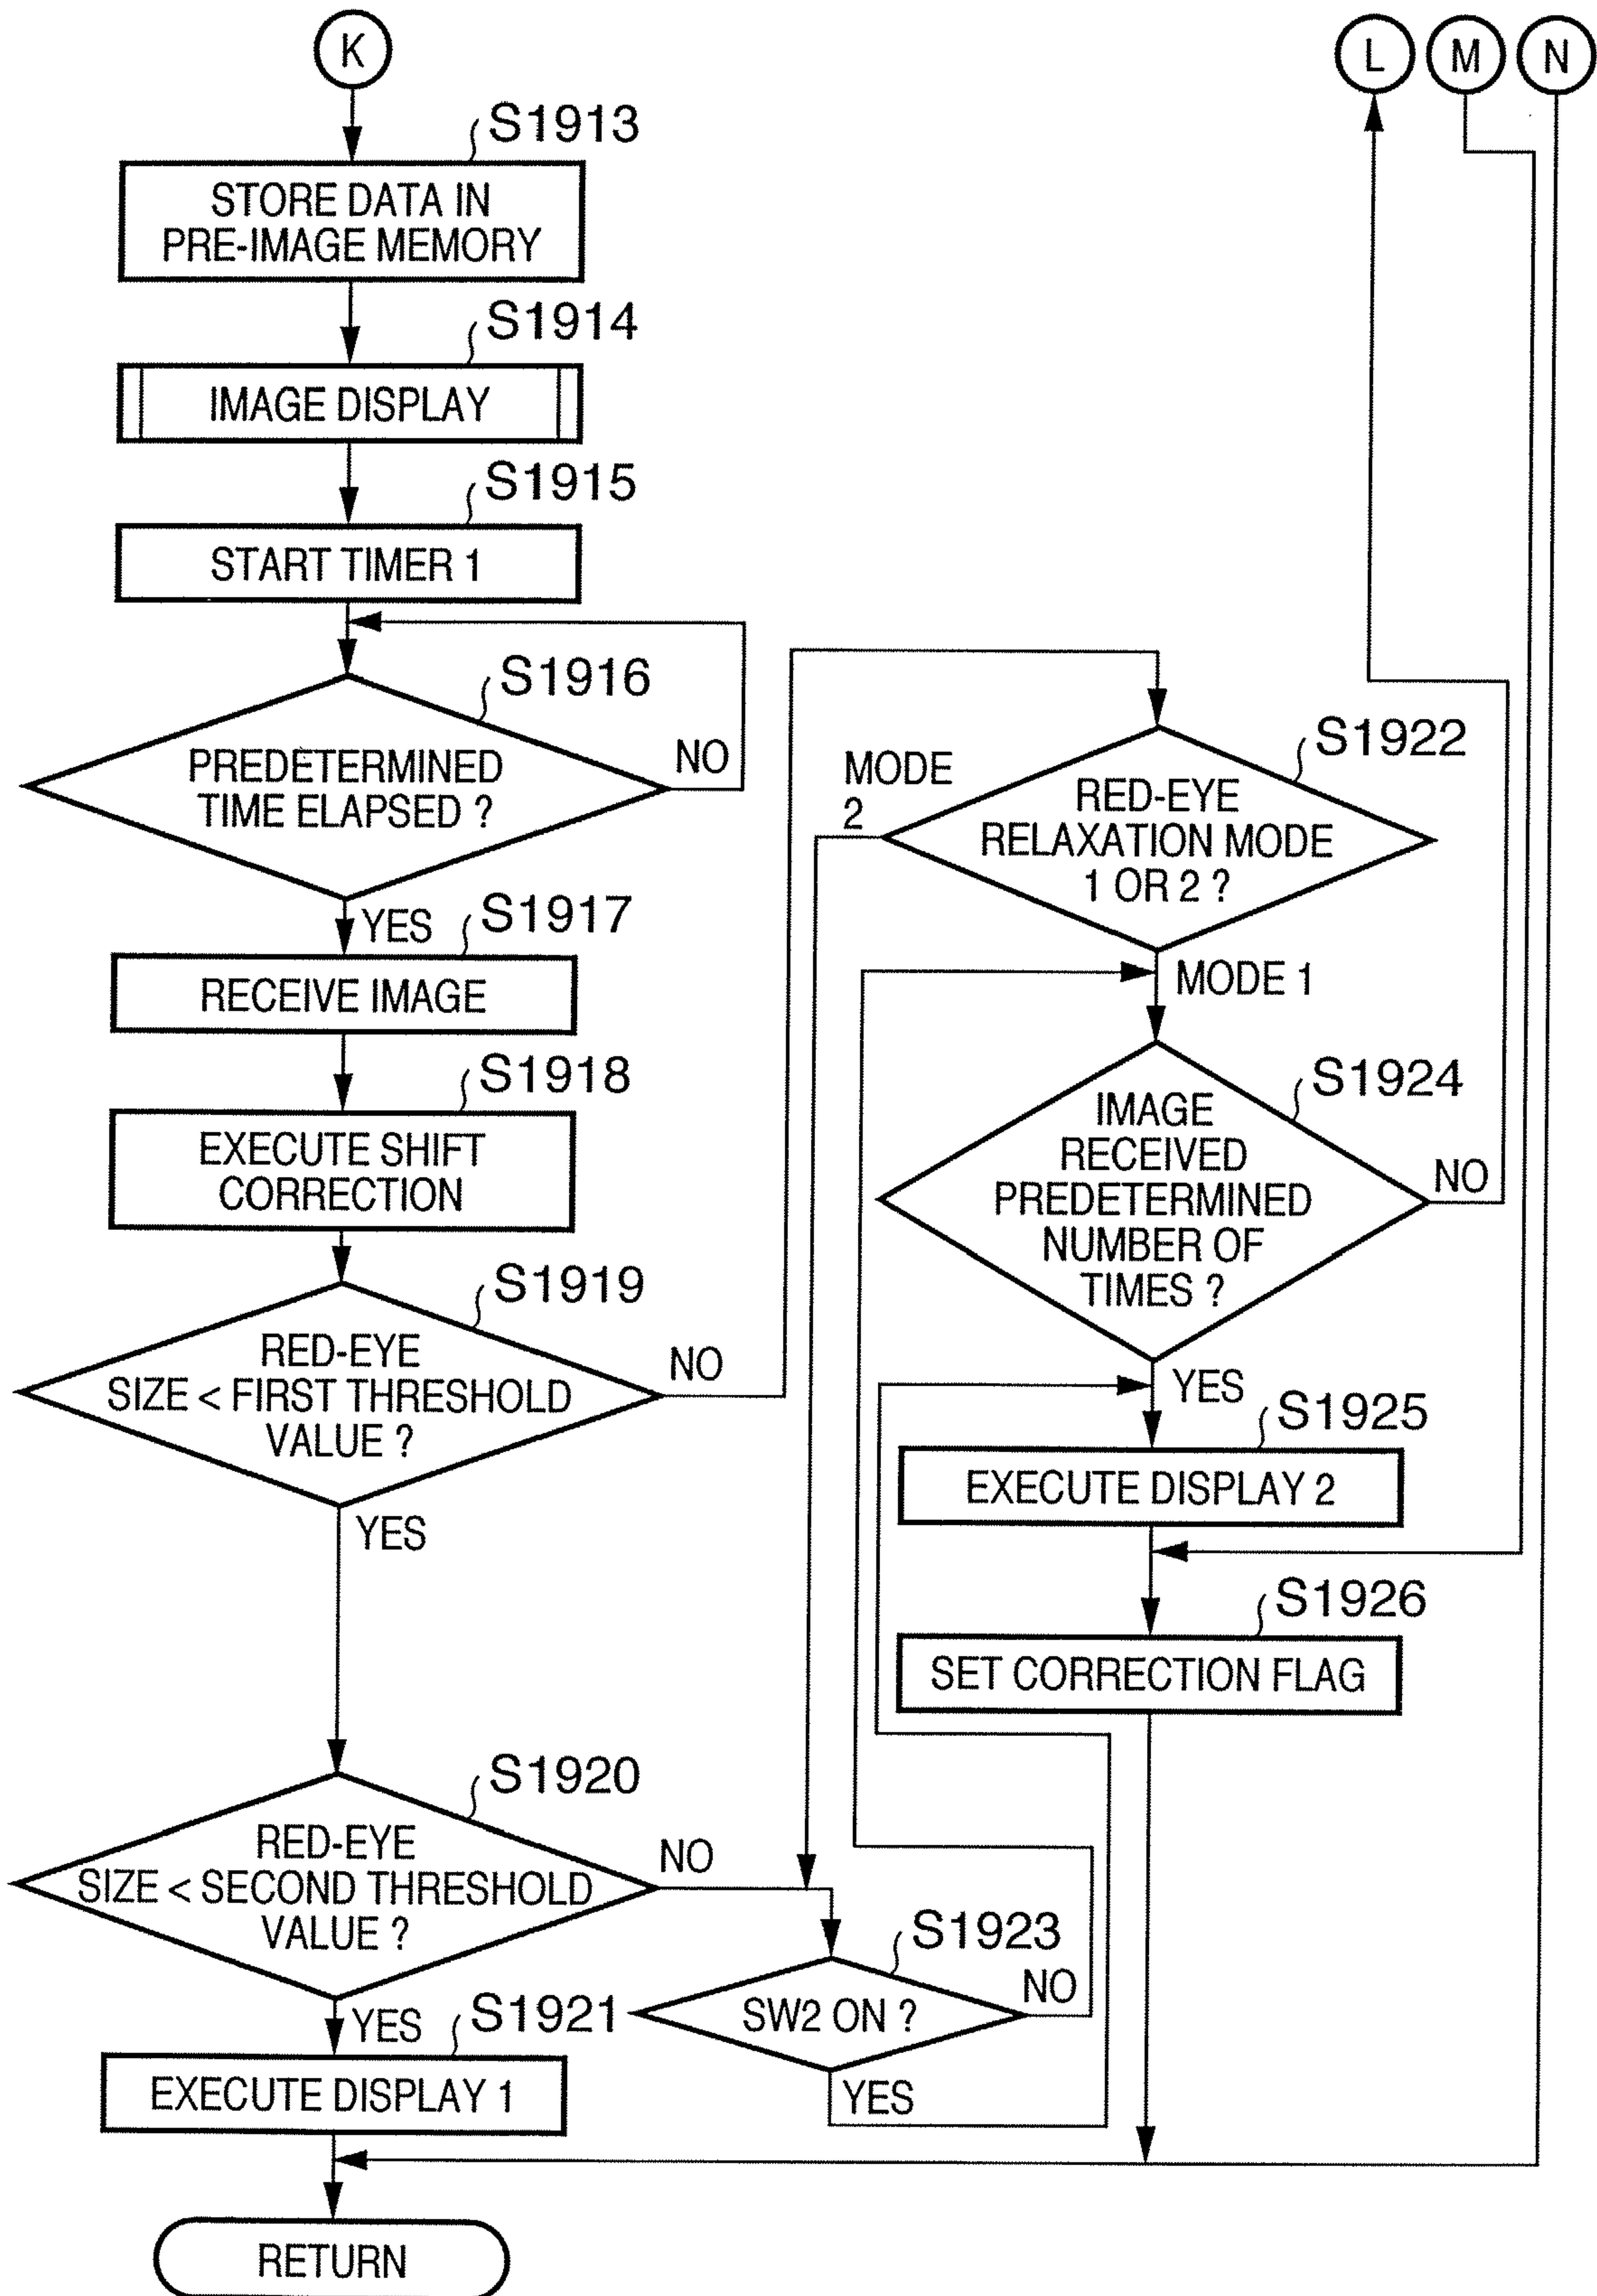 K
L
M
N
S1913
STORE DATA IN
PRE-IMAGE MEMORY
S1914
IMAGE DISPLAY
S1915
START TIMER 1
S1916
PREDETERMINED
TIME ELAPSED ?
NO
YES
S1917
RECEIVE IMAGE
S1918
EXECUTE SHIFT
CORRECTION
S1919
RED-EYE
SIZE < FIRST THRESHOLD
VALUE ?
NO
YES
S1920
RED-EYE
SIZE < SECOND THRESHOLD
VALUE ?
NO
YES
S1921
EXECUTE DISPLAY 1
RETURN
S1922
MODE
2
RED-EYE
RELAXATION MODE
1 OR 2 ?
MODE 1
S1924
IMAGE
RECEIVED
PREDETERMINED
NUMBER OF
TIMES ?
NO
YES
S1925
EXECUTE DISPLAY 2
S1926
SET CORRECTION FLAG
S1923
SW2 ON ?
NO
YES